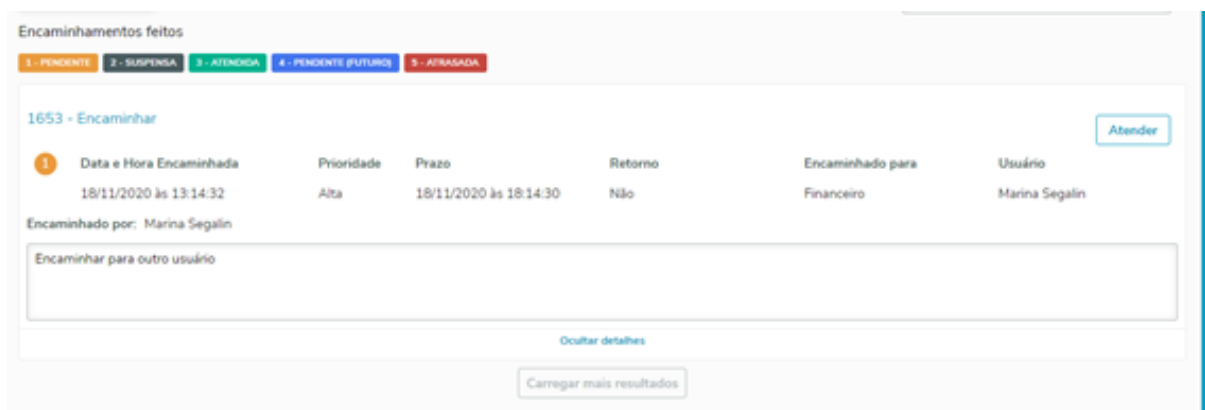 Encaminhamentos feitos
1 - PENDENTE 2 - SUSPENSA 3 - ATENDIDA 4 - PENDENTE (FUTURO) 5 - ATRASADA
1653 - Encaminhar
Atender
1 Data e Hora Encaminhada Prioridade Prazo Retorno Encaminhado para Usuário
18/11/2020 às 13:14:32 Alta 18/11/2020 às 18:14:30 Não Financeiro Marina Segalin
Encaminhado por: Marina Segalin
Encaminhar para outro usuário
Ocultar detalhes
Carregar mais resultados